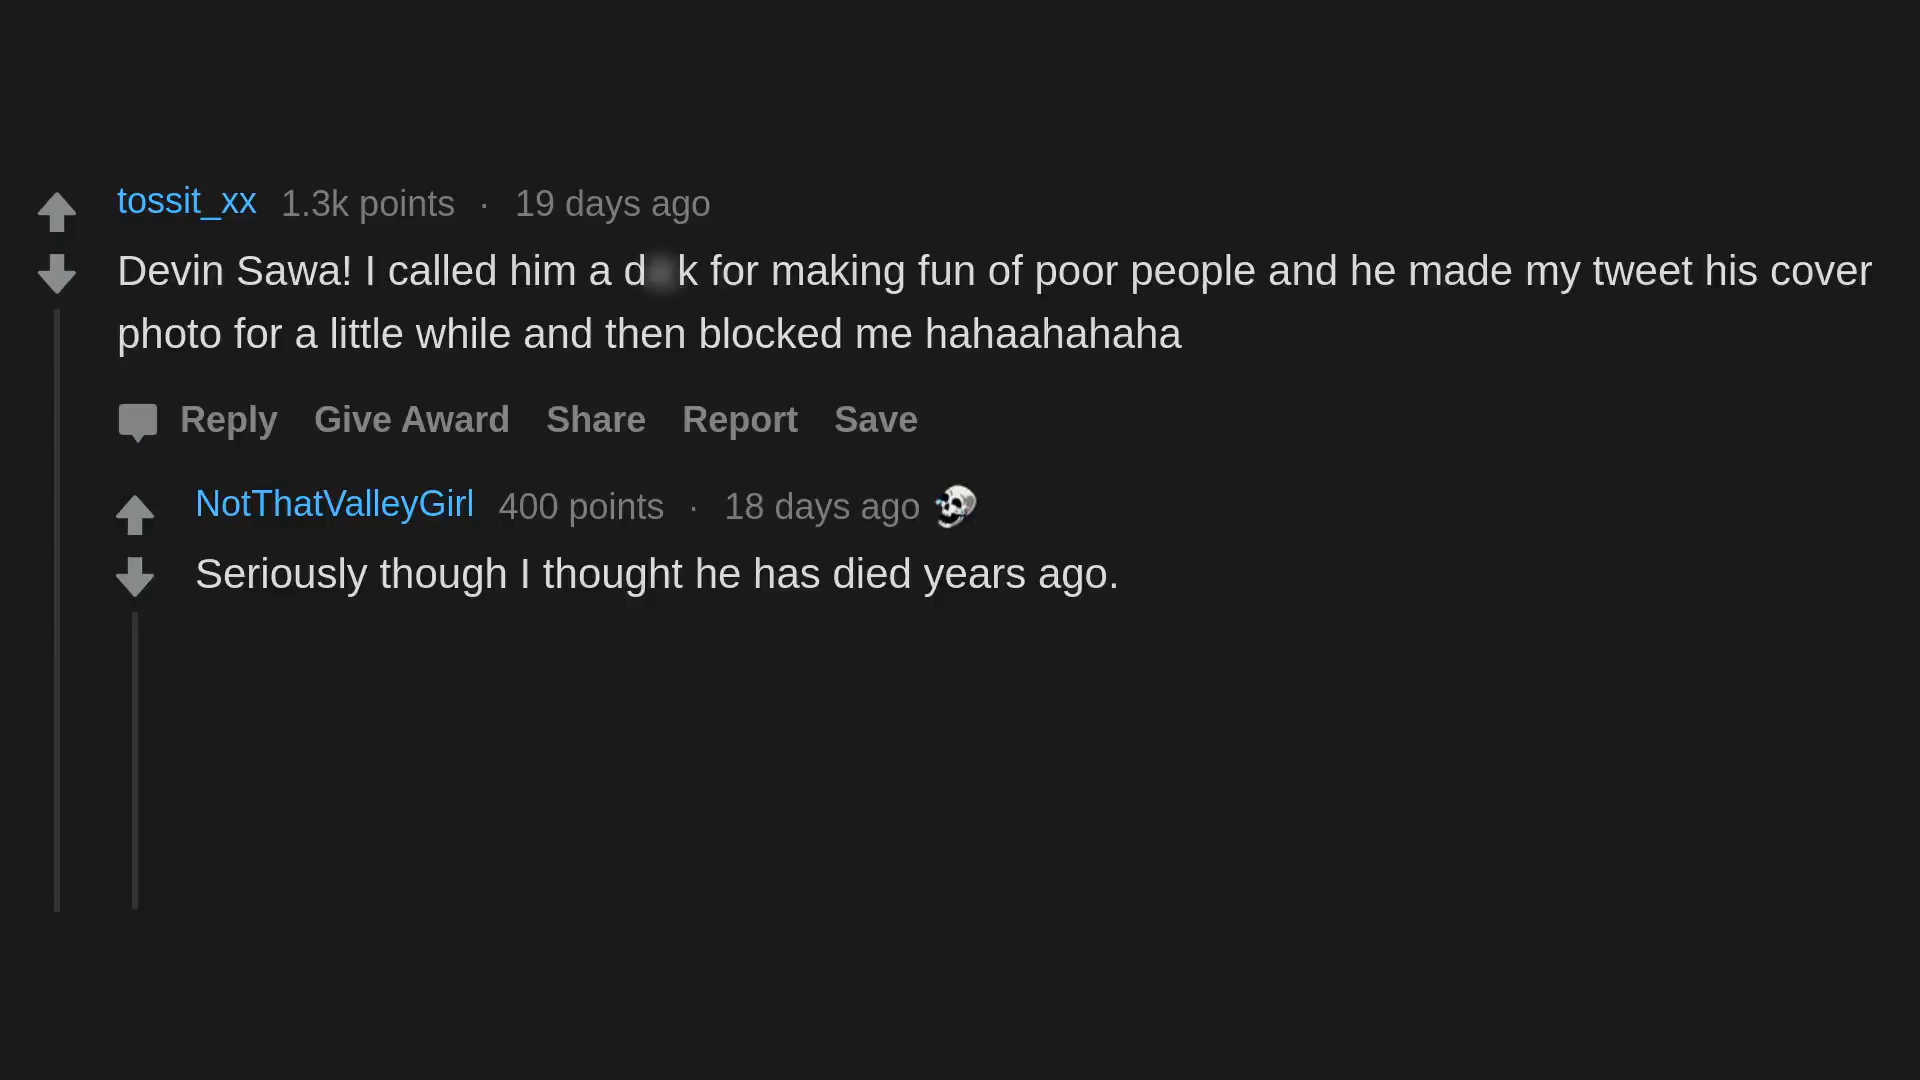 tossit_xx 1.3k points · 19 days ago
Devin Sawa! I called him a d k for making fun of poor people and he made my tweet his cover
photo for a little while and then blocked me hahaahahaha
Reply Give Award Share Report Save
NotThatValleyGirl 400 points · 18 days ago
Seriously though I thought he has died years ago.